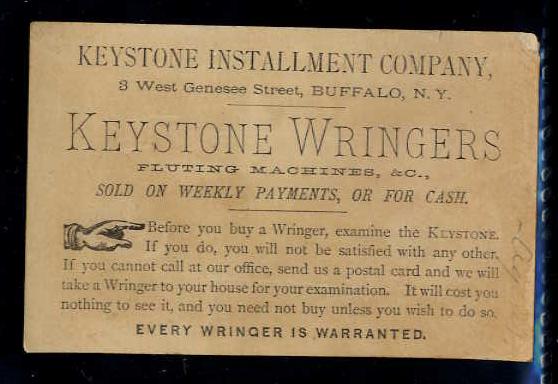 KEYSTONE INSTALLMENT COMPANY,
3 West Genesee Street, BUFFALO, N. Y.
KEYSTONE WRINGERS
FLUTING MACHINES, &C.,
SOLD ON WEEKLY PAYMENTS, OR FOR CASH.
Before you buy a Wringer, examine the KEYSTONE.
If you do, you will not be satisfied with any other.
If you cannot call at our office, send us a postal card and we will
take a Wringer to your house for your examination. It will cost you
nothing to see it, and you need not buy unless you wish to do so.
EVERY WRINGER IS WARRANTED.